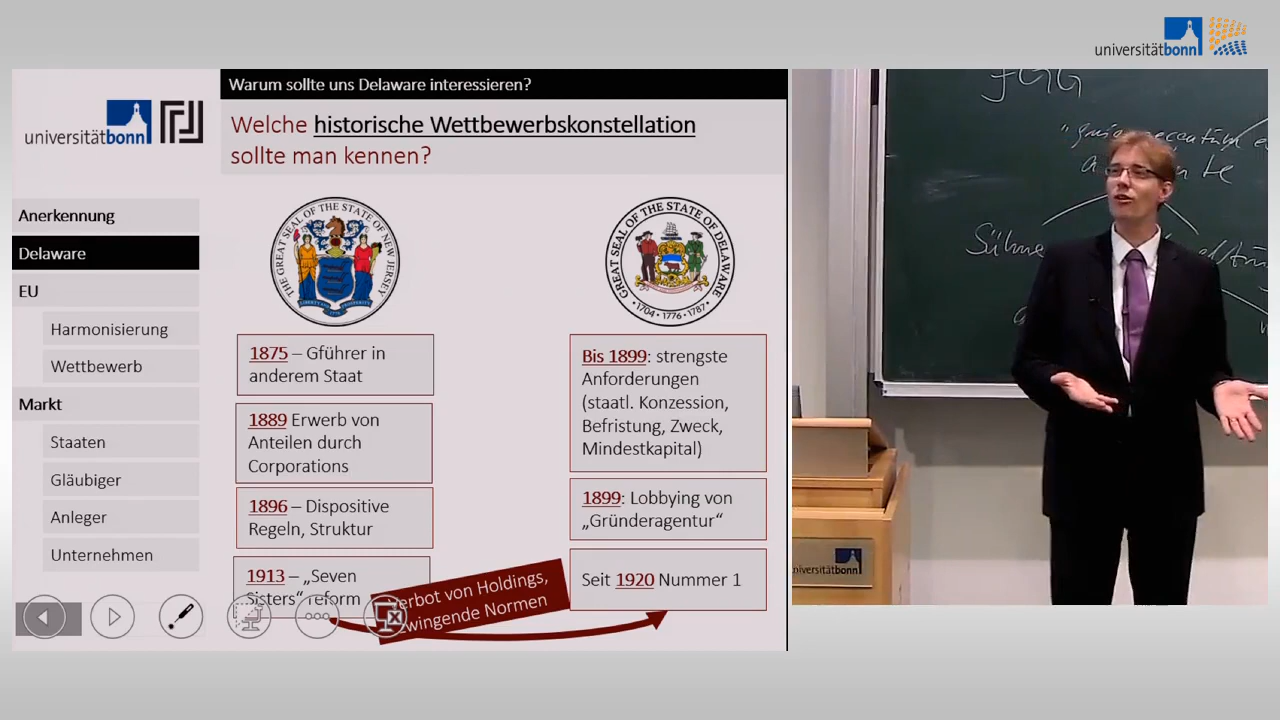 universitätbonn
Warum sollte uns Delaware interessieren?
universitätbonn
Welche historische Wettbewerbskonstellation
sollte man kennen?
Anerkennung
Delaware
EU
Harmonisierung
Wettbewerb
Markt
Staaten
Gläubiger
Anleger
Unternehmen
THE GREAT SEAL OF THE STATE OF NEW JERSEY
1875 – Gführer in
anderem Staat
1889 Erwerb von
Anteilen durch
Corporations
1896 – Dispositive
Regeln, Struktur
1913 – „Seven
Sisters“ reform
GREAT SEAL OF THE STATE OF DELAWARE
• 1704 • 1776 • 1787 •
Bis 1899: strengste
Anforderungen
(staatl. Konzession,
Befristung, Zweck,
Mindestkapital)
1899: Lobbying von
„Gründeragentur“
Seit 1920 Nummer 1
von Holdings,
Normen
Sühne
universitätbonn